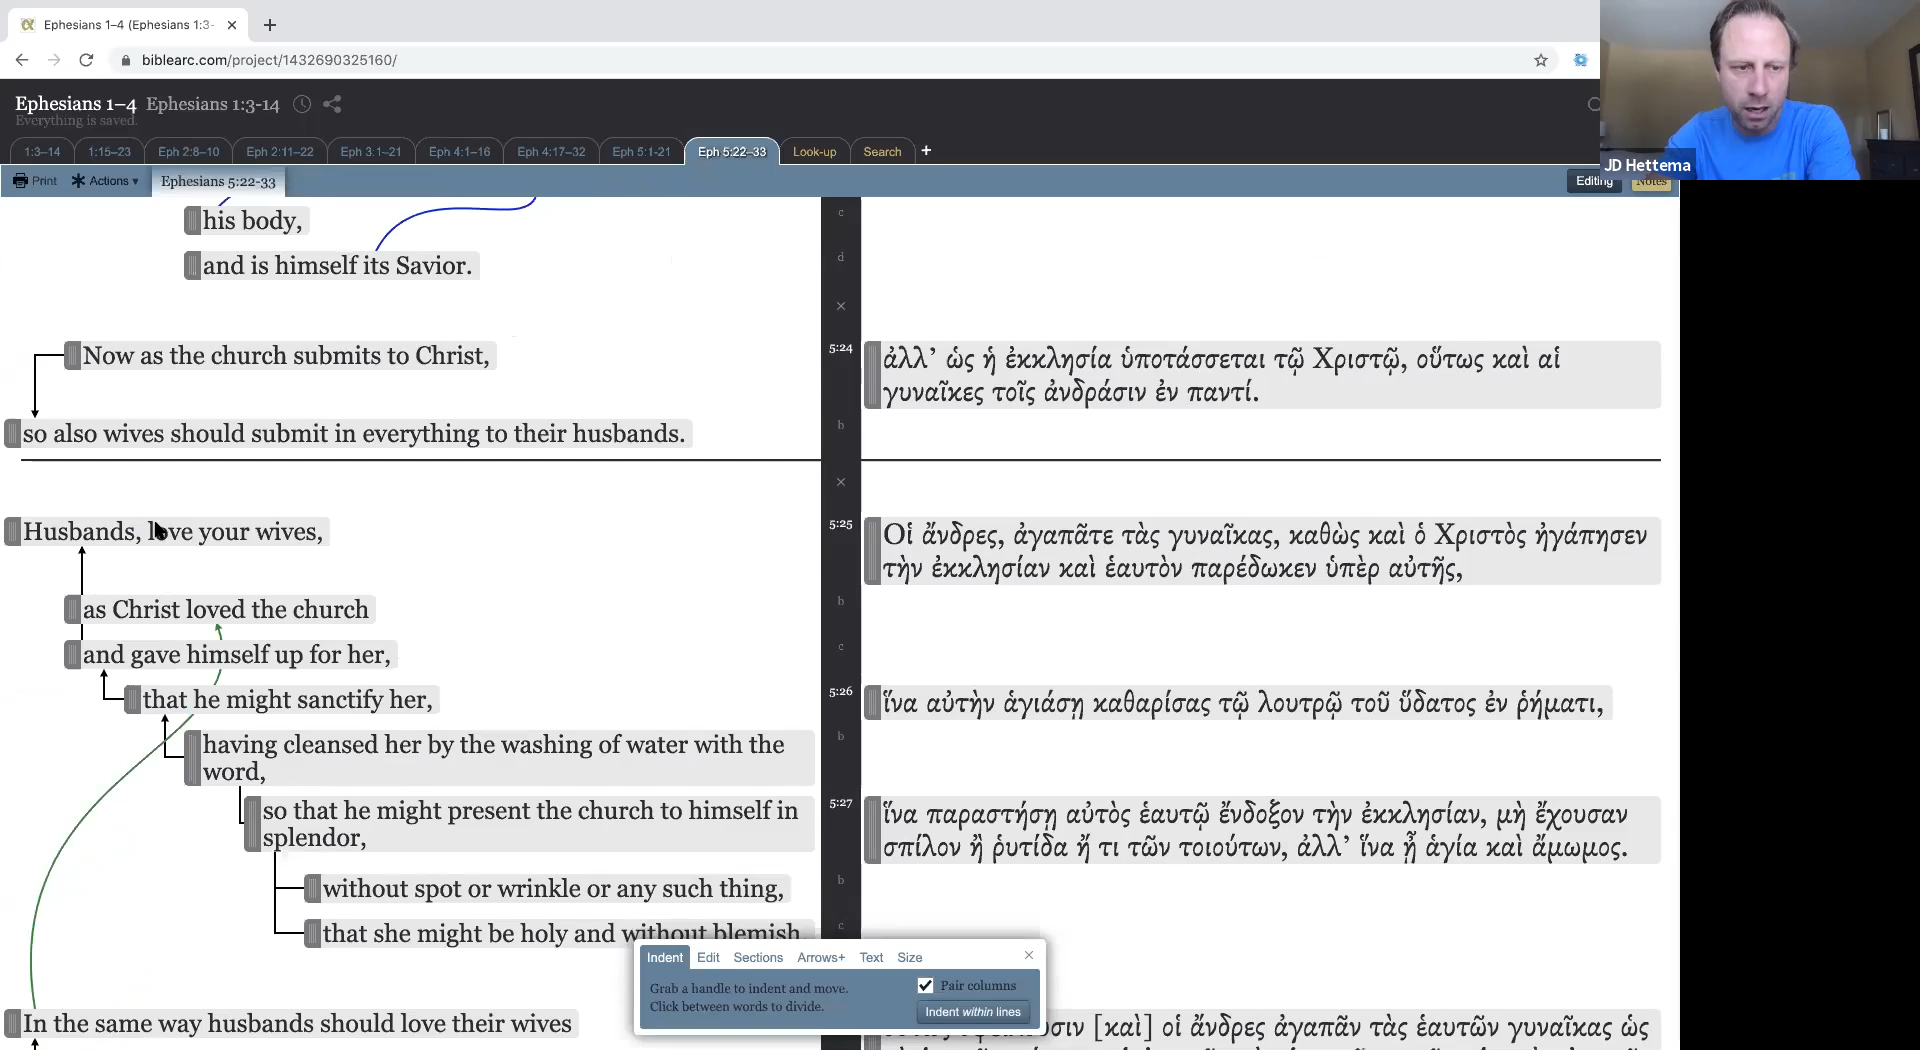 Ephesians 1–4 (Ephesians 1:3-
biblearc.com/project/1432690325160/
Ephesians 1–4 Ephesians 1:3-14
Everything is saved.
1:3–14 1:15–23 Eph 2:8–10 Eph 2:11–22 Eph 3:1–21 Eph 4:1–16 Eph 4:17–32 Eph 5:1-21 Eph 5:22–33 Look-up Search +
JD Hettema
Print Actions Ephesians 5:22-33 Editing Notes
his body,
c
and is himself its Savior.
d
×
Now as the church submits to Christ,
5:24
ἀλλ’ ὡς ἡ ἐκκλησία ὑποτάσσεται τῷ Χριστῷ, οὕτως καὶ αἱ
γυναῖκες τοῖς ἀνδράσιν ἐν παντί.
so also wives should submit in everything to their husbands.
b
×
Husbands, love your wives,
5:25
Οἱ ἄνδρες, ἀγαπᾶτε τὰς γυναῖκας, καθὼς καὶ ὁ Χριστὸς ἠγάπησεν
τὴν ἐκκλησίαν καὶ ἑαυτὸν παρέδωκεν ὑπὲρ αὐτῆς,
as Christ loved the church
b
and gave himself up for her,
c
that he might sanctify her,
5:26
ἵνα αὐτὴν ἁγιάσῃ καθαρίσας τῷ λουτρῷ τοῦ ὕδατος ἐν ῥήματι,
having cleansed her by the washing of water with the
word,
b
so that he might present the church to himself in
splendor,
5:27
ἵνα παραστήσῃ αὐτὸς ἑαυτῷ ἔνδοξον τὴν ἐκκλησίαν, μὴ ἔχουσαν
σπίλον ἢ ῥυτίδα ἤ τι τῶν τοιούτων, ἀλλ’ ἵνα ᾖ ἁγία καὶ ἄμωμος.
without spot or wrinkle or any such thing,
b
that she might be holy and without blemish.
c
Indent Edit Sections Arrows+ Text Size ×
Grab a handle to indent and move.
Click between words to divide.
Pair columns
Indent within lines
In the same way husbands should love their wives
[καὶ] οἱ ἄνδρες ἀγαπᾶν τὰς ἑαυτῶν γυναῖκας ὡς